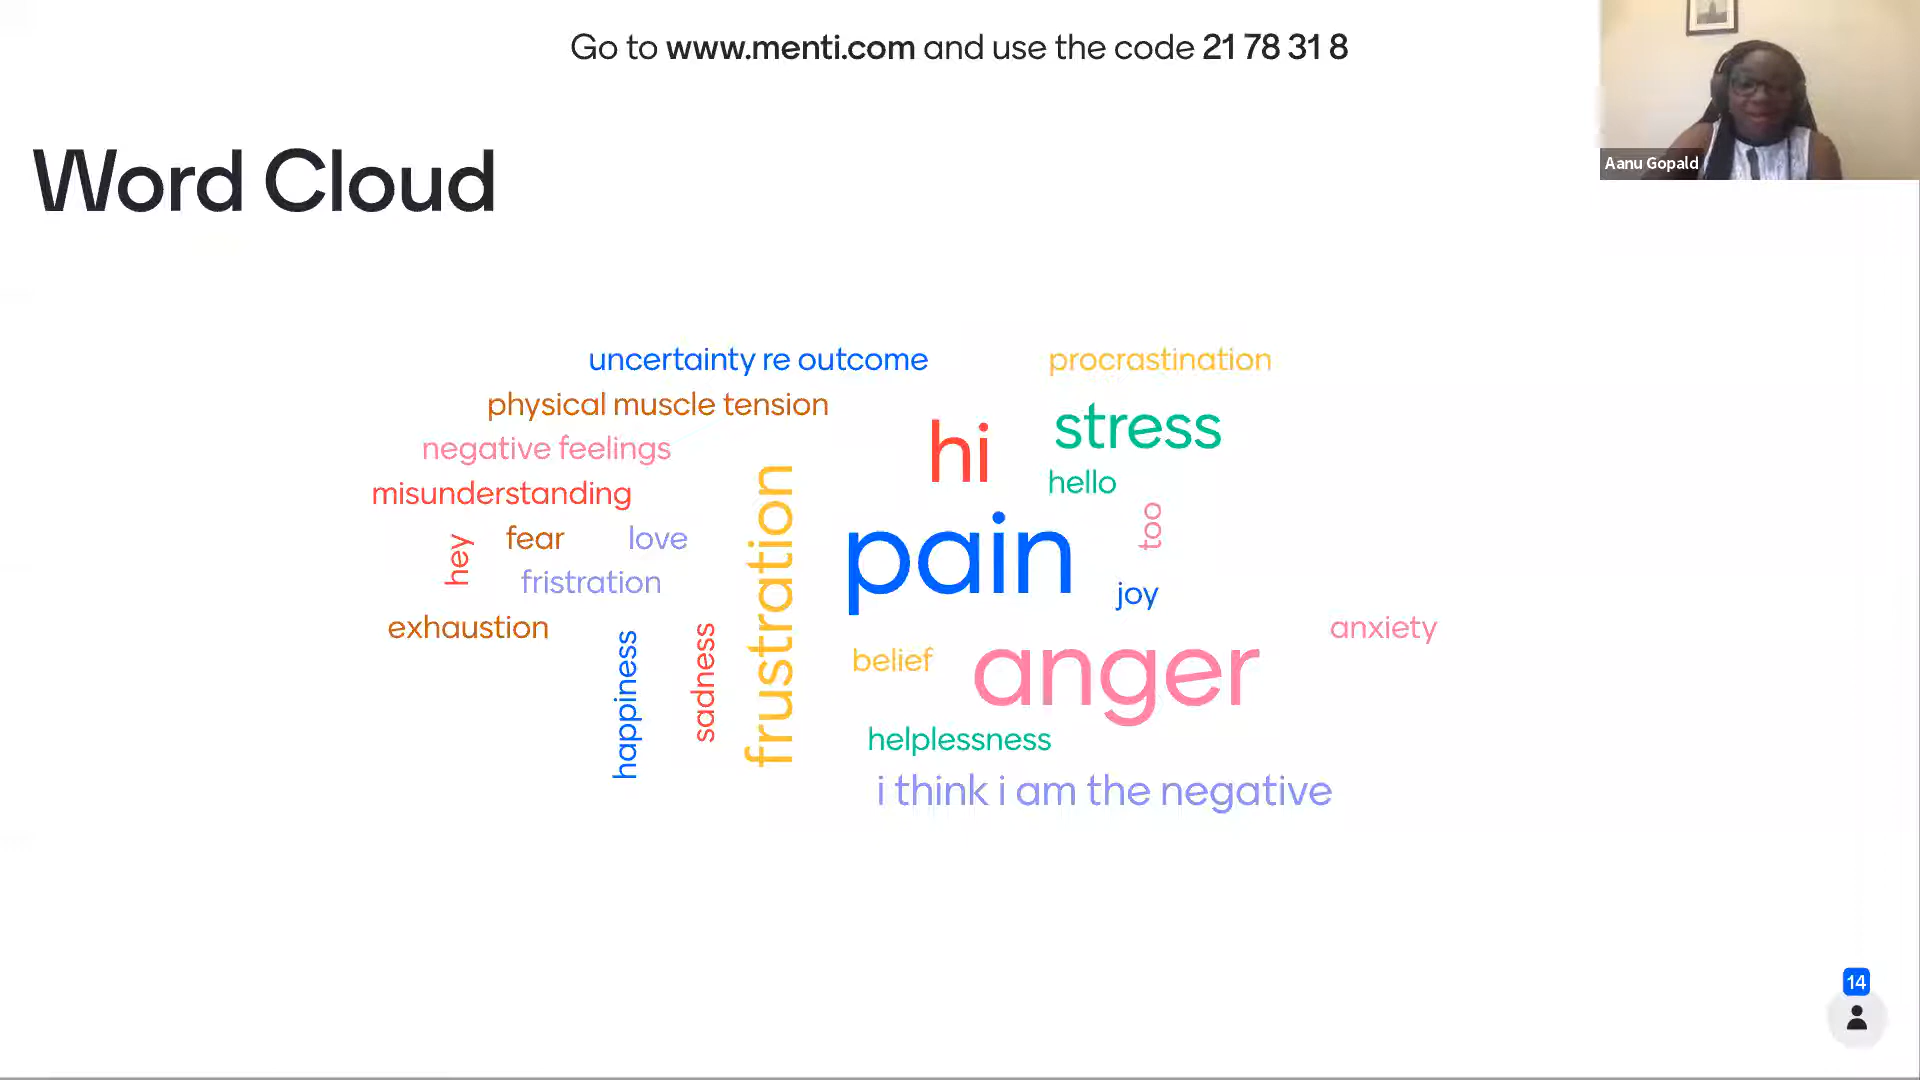 Go to www.menti.com and use the code 21 78 31 8
Aanu Gopald
Word Cloud
uncertainty re outcome
procrastination
physical muscle tension
stress
hi
negative feelings
hello
misunderstanding
too
frustration
pain
hey
fear
love
joy
fristration
exhaustion
anxiety
happiness
sadness
belief
anger
helplessness
i think i am the negative
14